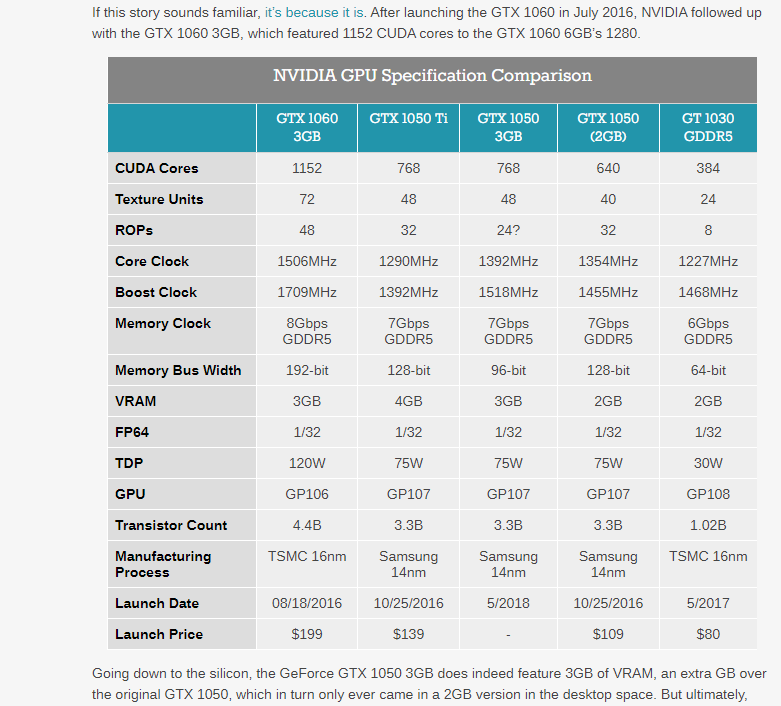 If this story sounds familiar, it's because it is. After launching the GTX 1060 in July 2016, NVIDIA followed up
with the GTX 1060 3GB, which featured 1152 CUDA cores to the GTX 1060 6GB's 1280.
NVIDIA GPU Specification Comparison
GTX 1060 3GB GTX 1050 Ti GTX 1050 3GB GTX 1050 (2GB) GT 1030 GDDR5
CUDA Cores 1152 768 768 640 384
Texture Units 72 48 48 40 24
ROPs 48 32 24? 32 8
Core Clock 1506MHz 1290MHz 1392MHz 1354MHz 1227MHz
Boost Clock 1709MHz 1392MHz 1518MHz 1455MHz 1468MHz
Memory Clock 8Gbps GDDR5 7Gbps GDDR5 7Gbps GDDR5 7Gbps GDDR5 6Gbps GDDR5
Memory Bus Width 192-bit 128-bit 96-bit 128-bit 64-bit
VRAM 3GB 4GB 3GB 2GB 2GB
FP64 1/32 1/32 1/32 1/32 1/32
TDP 120W 75W 75W 75W 30W
GPU GP106 GP107 GP107 GP107 GP108
Transistor Count 4.4B 3.3B 3.3B 3.3B 1.02B
Manufacturing Process TSMC 16nm Samsung 14nm Samsung 14nm Samsung 14nm TSMC 16nm
Launch Date 08/18/2016 10/25/2016 5/2018 10/25/2016 5/2017
Launch Price $199 $139 - $109 $80
Going down to the silicon, the GeForce GTX 1050 3GB does indeed feature 3GB of VRAM, an extra GB over
the original GTX 1050, which in turn only ever came in a 2GB version in the desktop space. But ultimately,